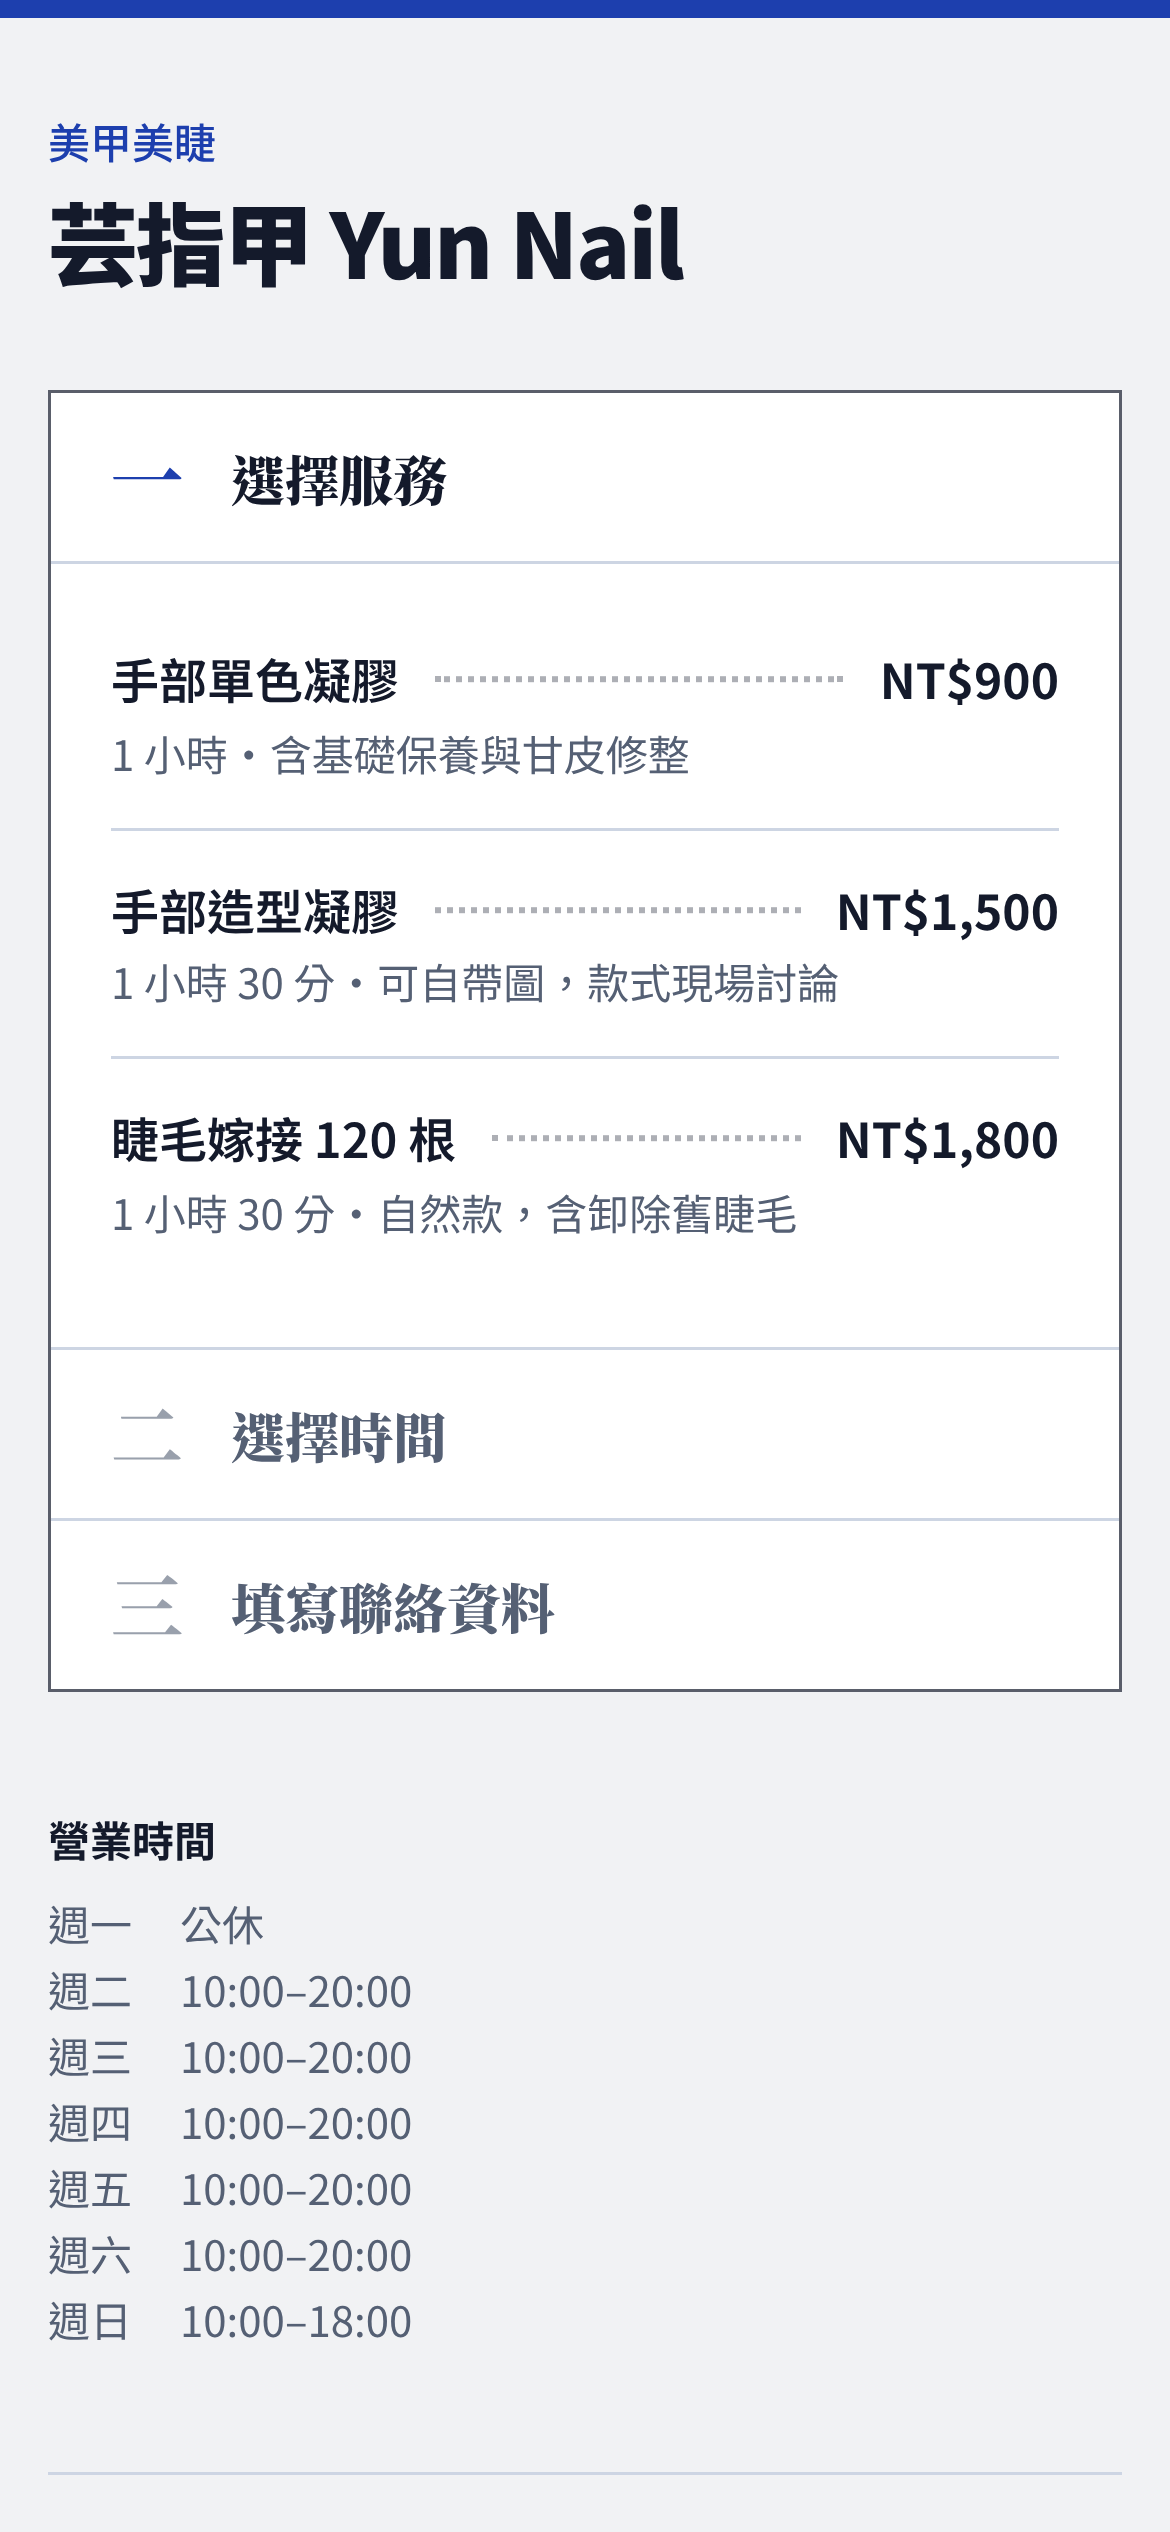 美甲美睫
芸指甲 Yun Nail
一 選擇服務
手部單色凝膠 NT$900
1 小時・含基礎保養與甘皮修整
手部造型凝膠 NT$1,500
1 小時 30 分・可自帶圖，款式現場討論
睫毛嫁接 120 根 NT$1,800
1 小時 30 分・自然款，含卸除舊睫毛
二 選擇時間
三 填寫聯絡資料
營業時間
週一 公休
週二 10:00–20:00
週三 10:00–20:00
週四 10:00–20:00
週五 10:00–20:00
週六 10:00–20:00
週日 10:00–18:00